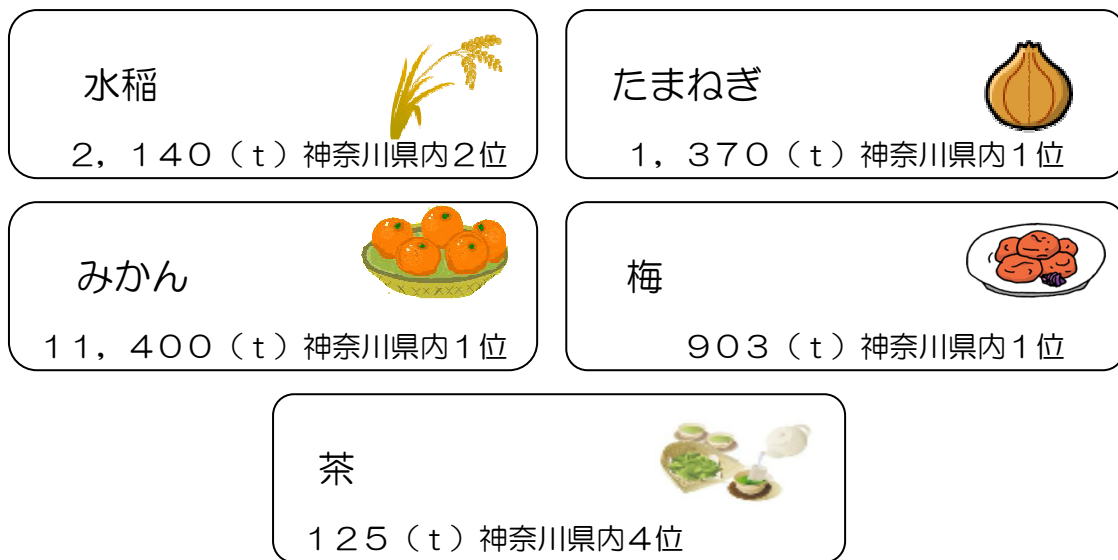 水稲
２，１４０（ｔ）神奈川県内２位
たまねぎ
１，３７０（ｔ）神奈川県内１位
みかん
１１，４００（ｔ）神奈川県内１位
梅
９０３（ｔ）神奈川県内１位
茶
１２５（ｔ）神奈川県内４位